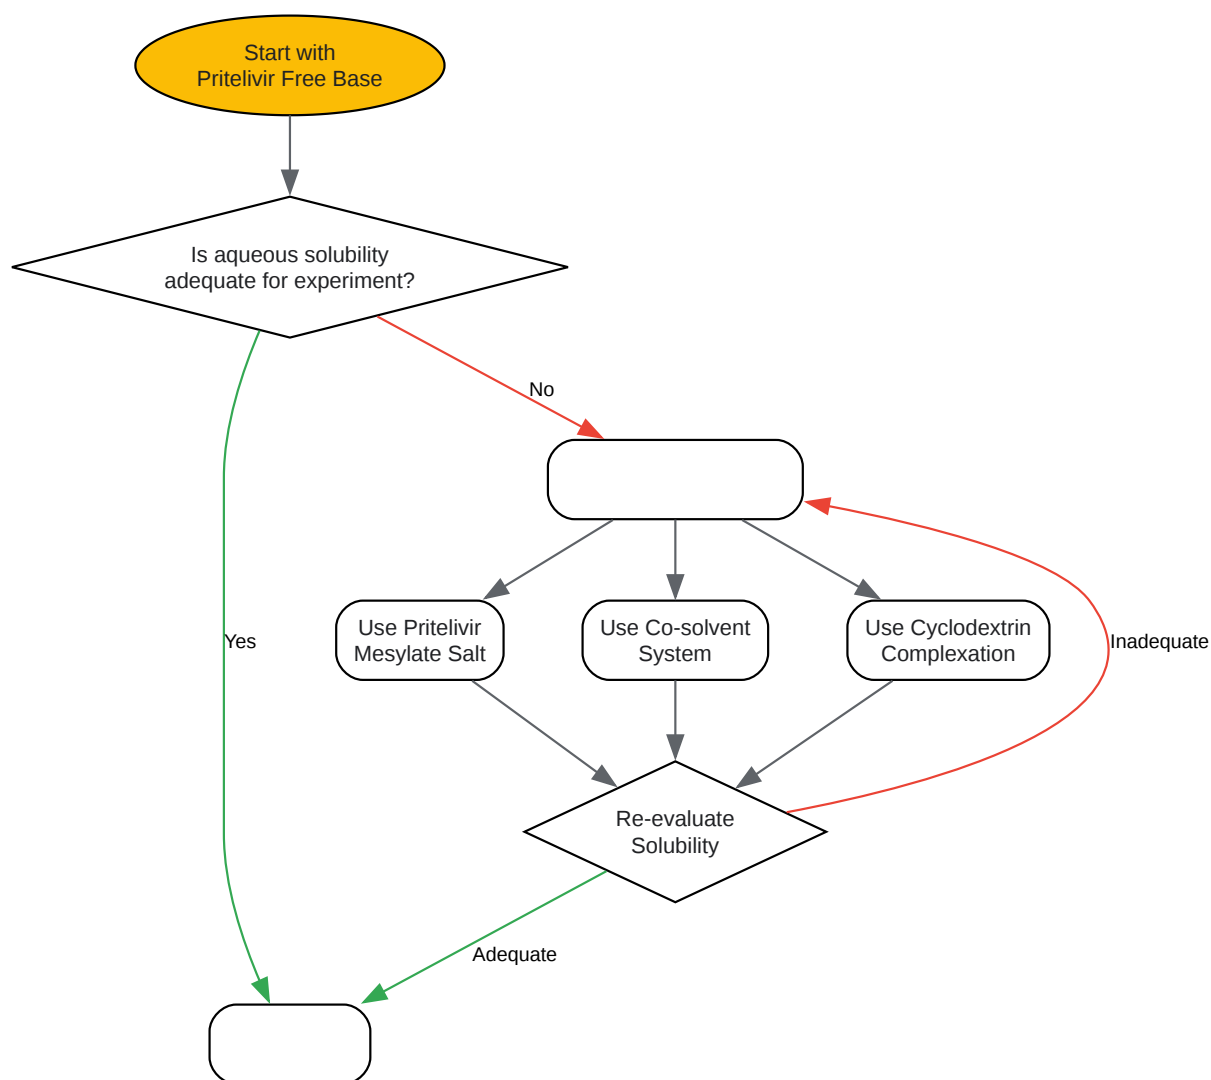 Start with
Pritelivir Free Base
Is aqueous solubility
adequate for experiment?
No
Yes
Use Pritelivir
Mesylate Salt
Use Co-solvent
System
Use Cyclodextrin
Complexation
Inadequate
Re-evaluate
Solubility
Adequate